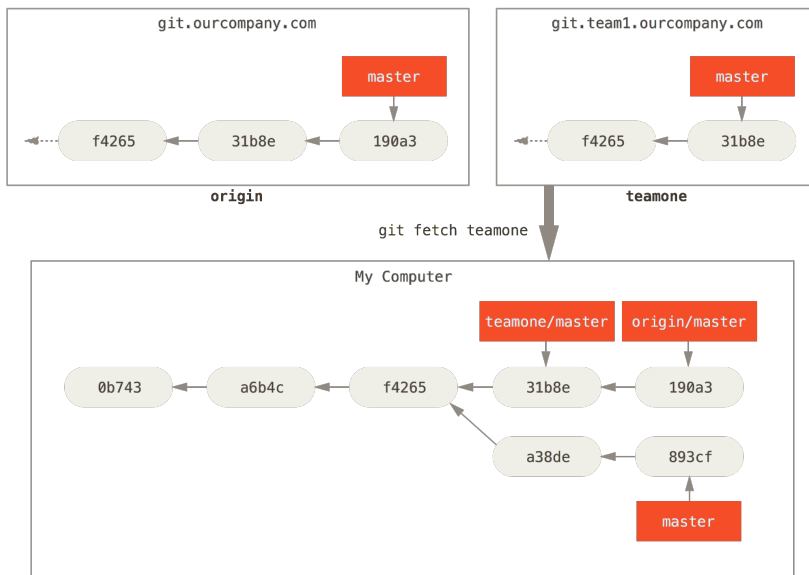 git.ourcompany.com
master
f4265
31b8e
190a3
origin
git.team1.ourcompany.com
master
f4265
31b8e
teamone
git fetch teamone
My Computer
teamone/master
origin/master
0b743
a6b4c
f4265
31b8e
190a3
a38de
893cf
master